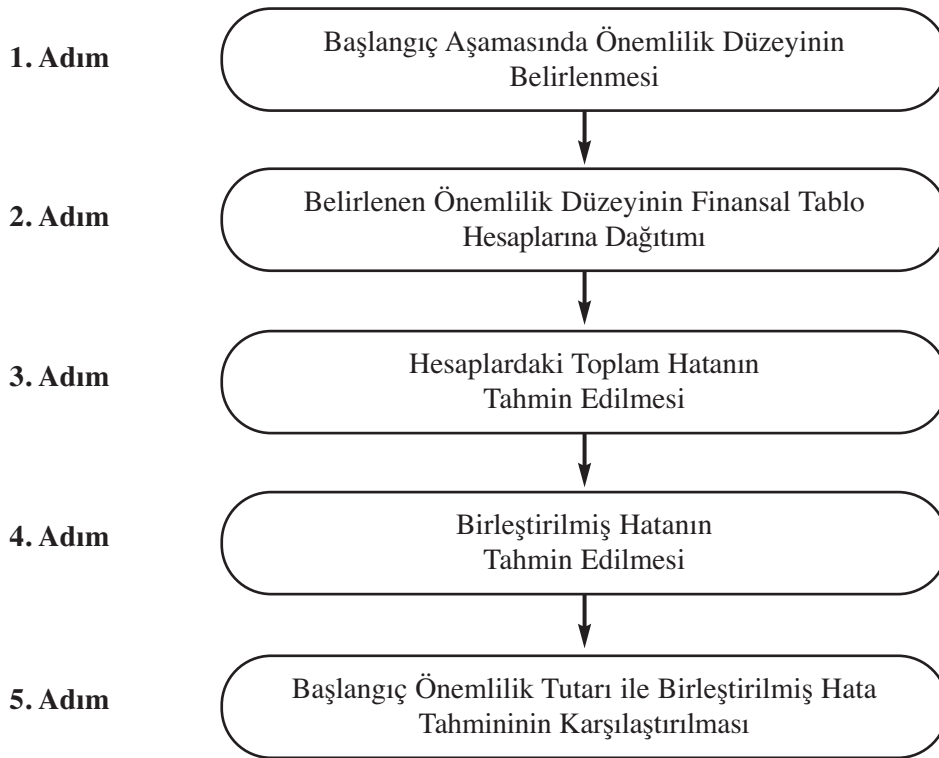 1. Adım
Başlangıç Aşamasında Önemlilik Düzeyinin
Belirlenmesi
2. Adım
Belirlenen Önemlilik Düzeyinin Finansal Tablo
Hesaplarına Dağıtımı
3. Adım
Hesaplardaki Toplam Hatanın
Tahmin Edilmesi
4. Adım
Birleştirilmiş Hatanın
Tahmin Edilmesi
5. Adım
Başlangıç Önemlilik Tutarı ile Birleştirilmiş Hata
Tahmininin Karşılaştırılması